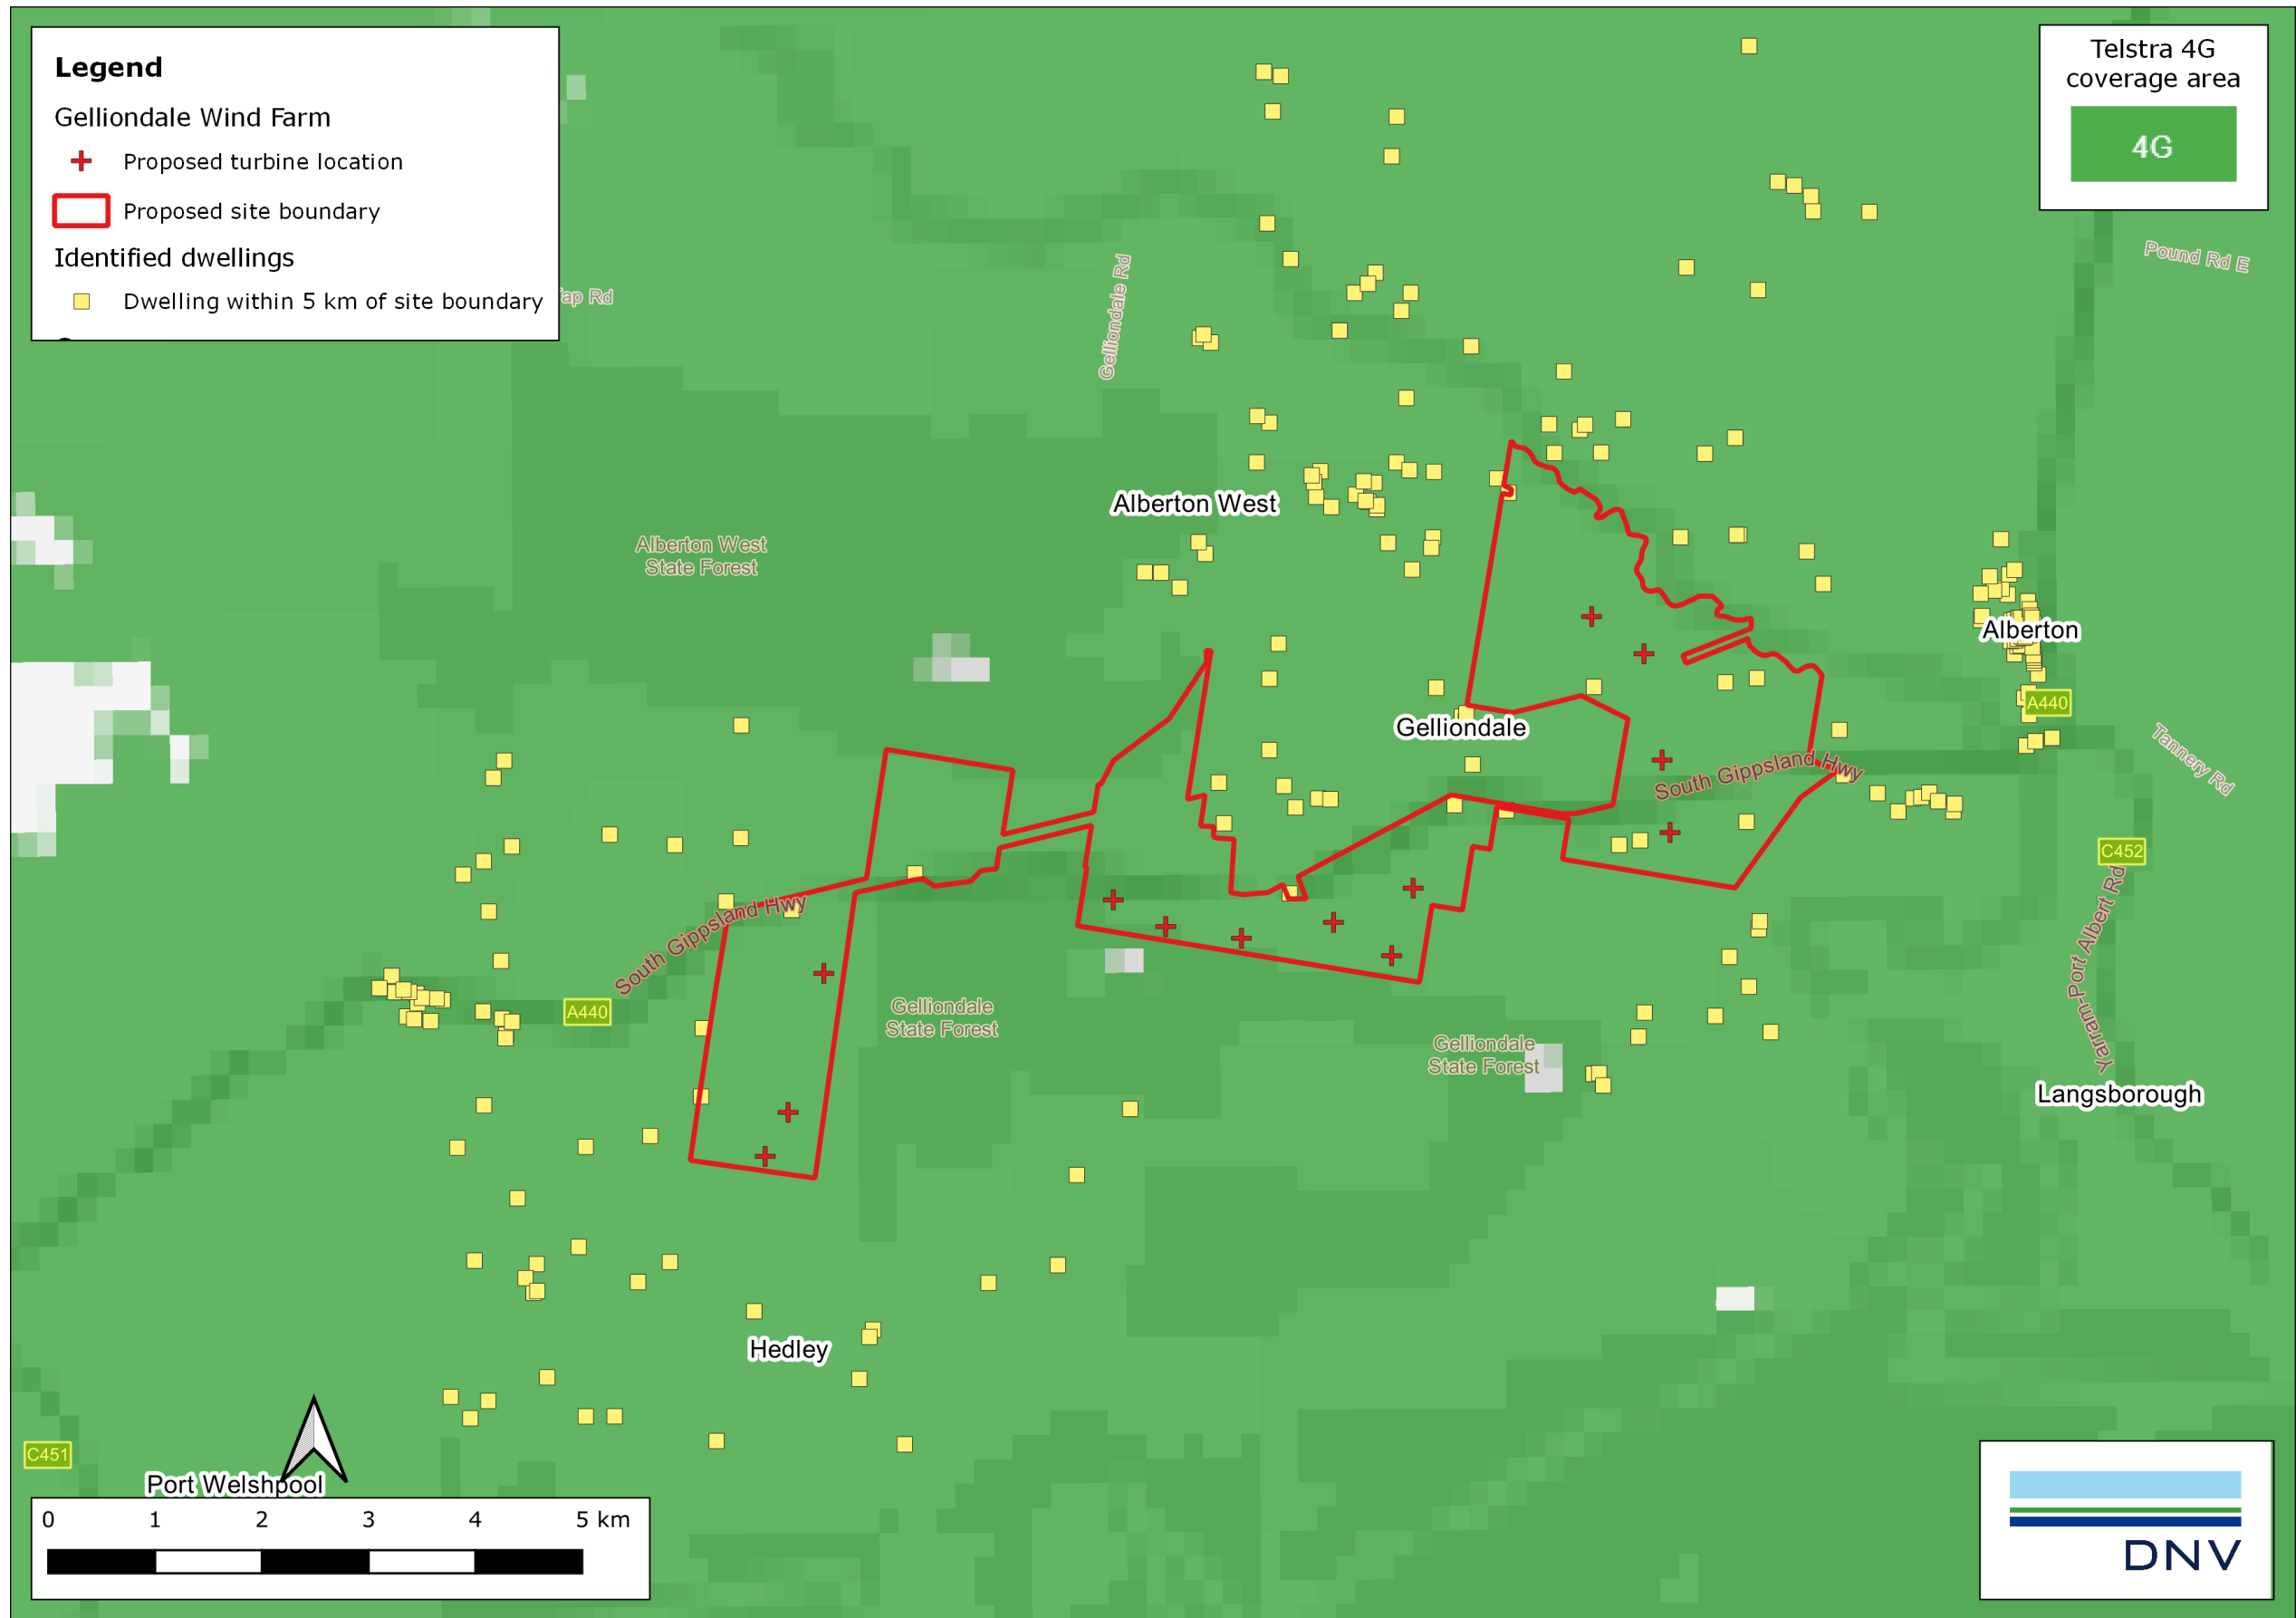 Legend
Gelliondale Wind Farm
Proposed turbine location
Proposed site boundary
Identified dwellings
Dwelling within 5 km of site boundary
Telstra 4G
coverage area
4G
Rd
Pound Rd E
Gelliondale Rd
Alberton West
Alberton West
State Forest
Alberton
A440
Gelliondale
Tannery Rd
South Gippsland Hwy
C452
South Gippsland Hwy
Yarram-Port Albert Rd
A440
Gelliondale
State Forest
Gelliondale
State Forest
Langsborough
Hedley
C451
Port Welshpool
0 1 2 3 4 5 km
DNV